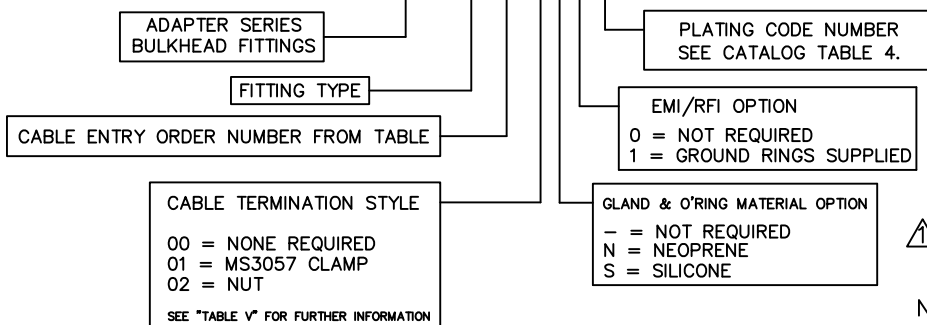 ADAPTER SERIES
BULKHEAD FITTINGS
PLATING CODE NUMBER
SEE CATALOG TABLE 4.
FITTING TYPE
EMI/RFI OPTION
0 = NOT REQUIRED
1 = GROUND RINGS SUPPLIED
CABLE ENTRY ORDER NUMBER FROM TABLE
CABLE TERMINATION STYLE
00 = NONE REQUIRED
01 = MS3057 CLAMP
02 = NUT
SEE "TABLE V" FOR FURTHER INFORMATION
GLAND & O'RING MATERIAL OPTION
– = NOT REQUIRED
N = NEOPRENE
S = SILICONE
1
N